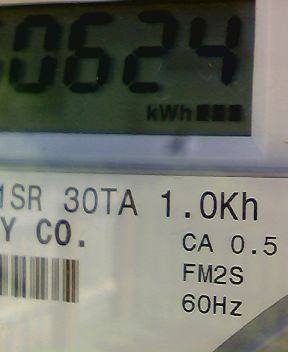 0624
kWh
1SR 30TA 1.0Kh
Y CO.
CA 0.5
FM2S
60Hz